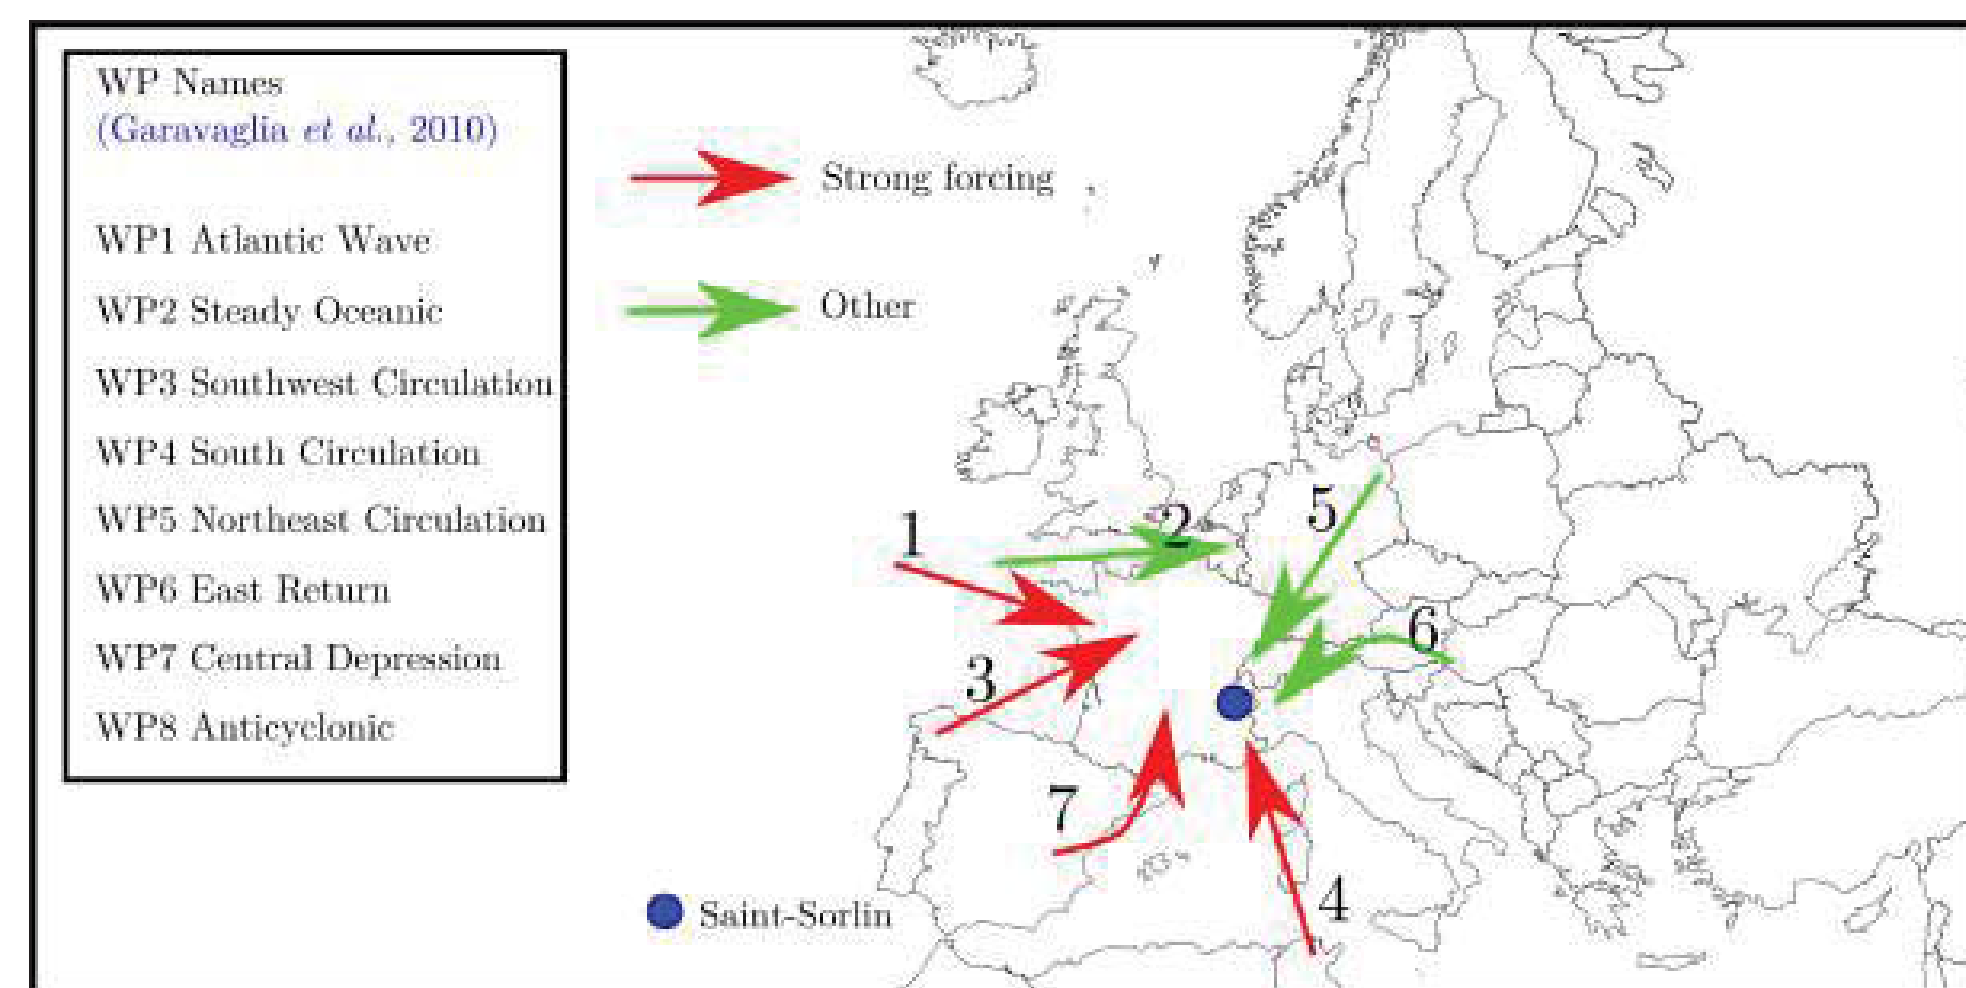 WP Names
(Garavaglia et al., 2010)
WP1 Atlantic Wave
WP2 Steady Oceanic
WP3 Southwest Circulation
WP4 South Circulation
WP5 Northeast Circulation
WP6 East Return
WP7 Central Depression
WP8 Anticyclonic
Strong forcing
Other
1
2
5
3
6
7
4
Saint-Sorlin